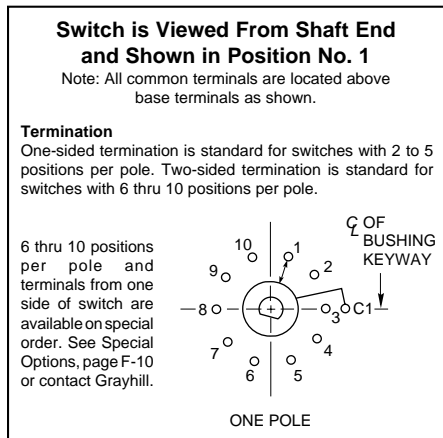 Switch is Viewed From Shaft End
and Shown in Position No. 1
Note: All common terminals are located above
base terminals as shown.
Termination
One-sided termination is standard for switches with 2 to 5
positions per pole. Two-sided termination is standard for
switches with 6 thru 10 positions per pole.
6 thru 10 positions
per pole and
terminals from one
side of switch are
available on special
order. See Special
Options, page F-10
or contact Grayhill.
℄ OF
BUSHING
KEYWAY
10
1
9
2
8
3
C1
7
4
6
5
ONE POLE